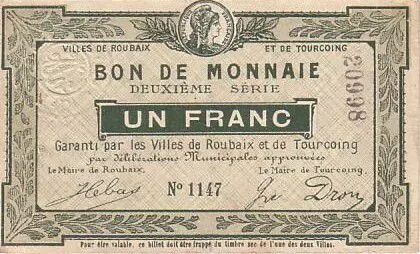 VILLES DE ROUBAIX ET DE TOURCOING
BON DE MONNAIE
DEUXIÈME SÉRIE
20998
UN FRANC
Garanti par les Villes de Roubaix et de Tourcoing
par délibérations Municipales approuvées
Le Maire de Roubaix, Le Maire de Tourcoing,
No 1147
Dron
Pour être valable, ce billet doit être frappé du timbre sec de l'une des deux Villes.